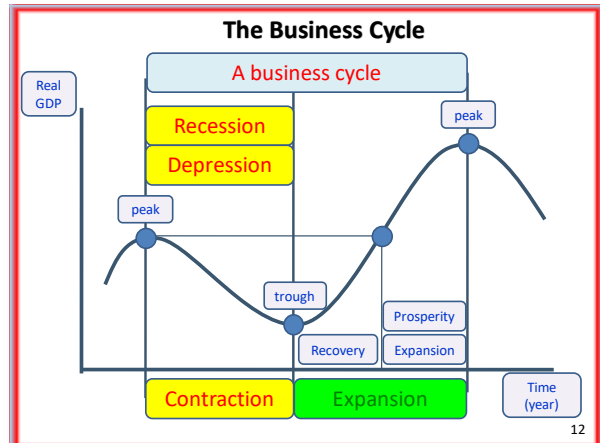 The Business Cycle
A business cycle
Real
GDP
Recession
peak
Depression
peak
trough
Prosperity
Recovery
Expansion
Contraction
Expansion
Time
(year)
12